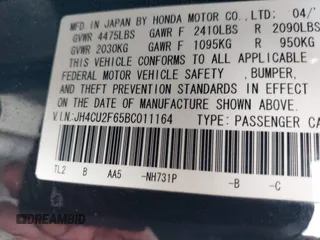 MFD. IN JAPAN BY HONDA MOTOR CO.,LTD. 04/
GVWR 4475LBS GAWR F 2410LBS R 2090LBS
GVWR 2030KG GAWR F 1095KG R 950KG
THIS VEHICLE CONFORMS TO ALL APPLICABLE
FEDERAL MOTOR VEHICLE SAFETY, BUMPER,
AND THEFT PREVENTION STANDARDS IN EFFECT
ON THE DATE OF MANUFACTURE SHOWN ABOVE.
V.I.N:JH4CU2F65BC011164 TYPE: PASSENGER CA
TL2 B AA5 -NH731P -B -C
AUTOBIDMASTER